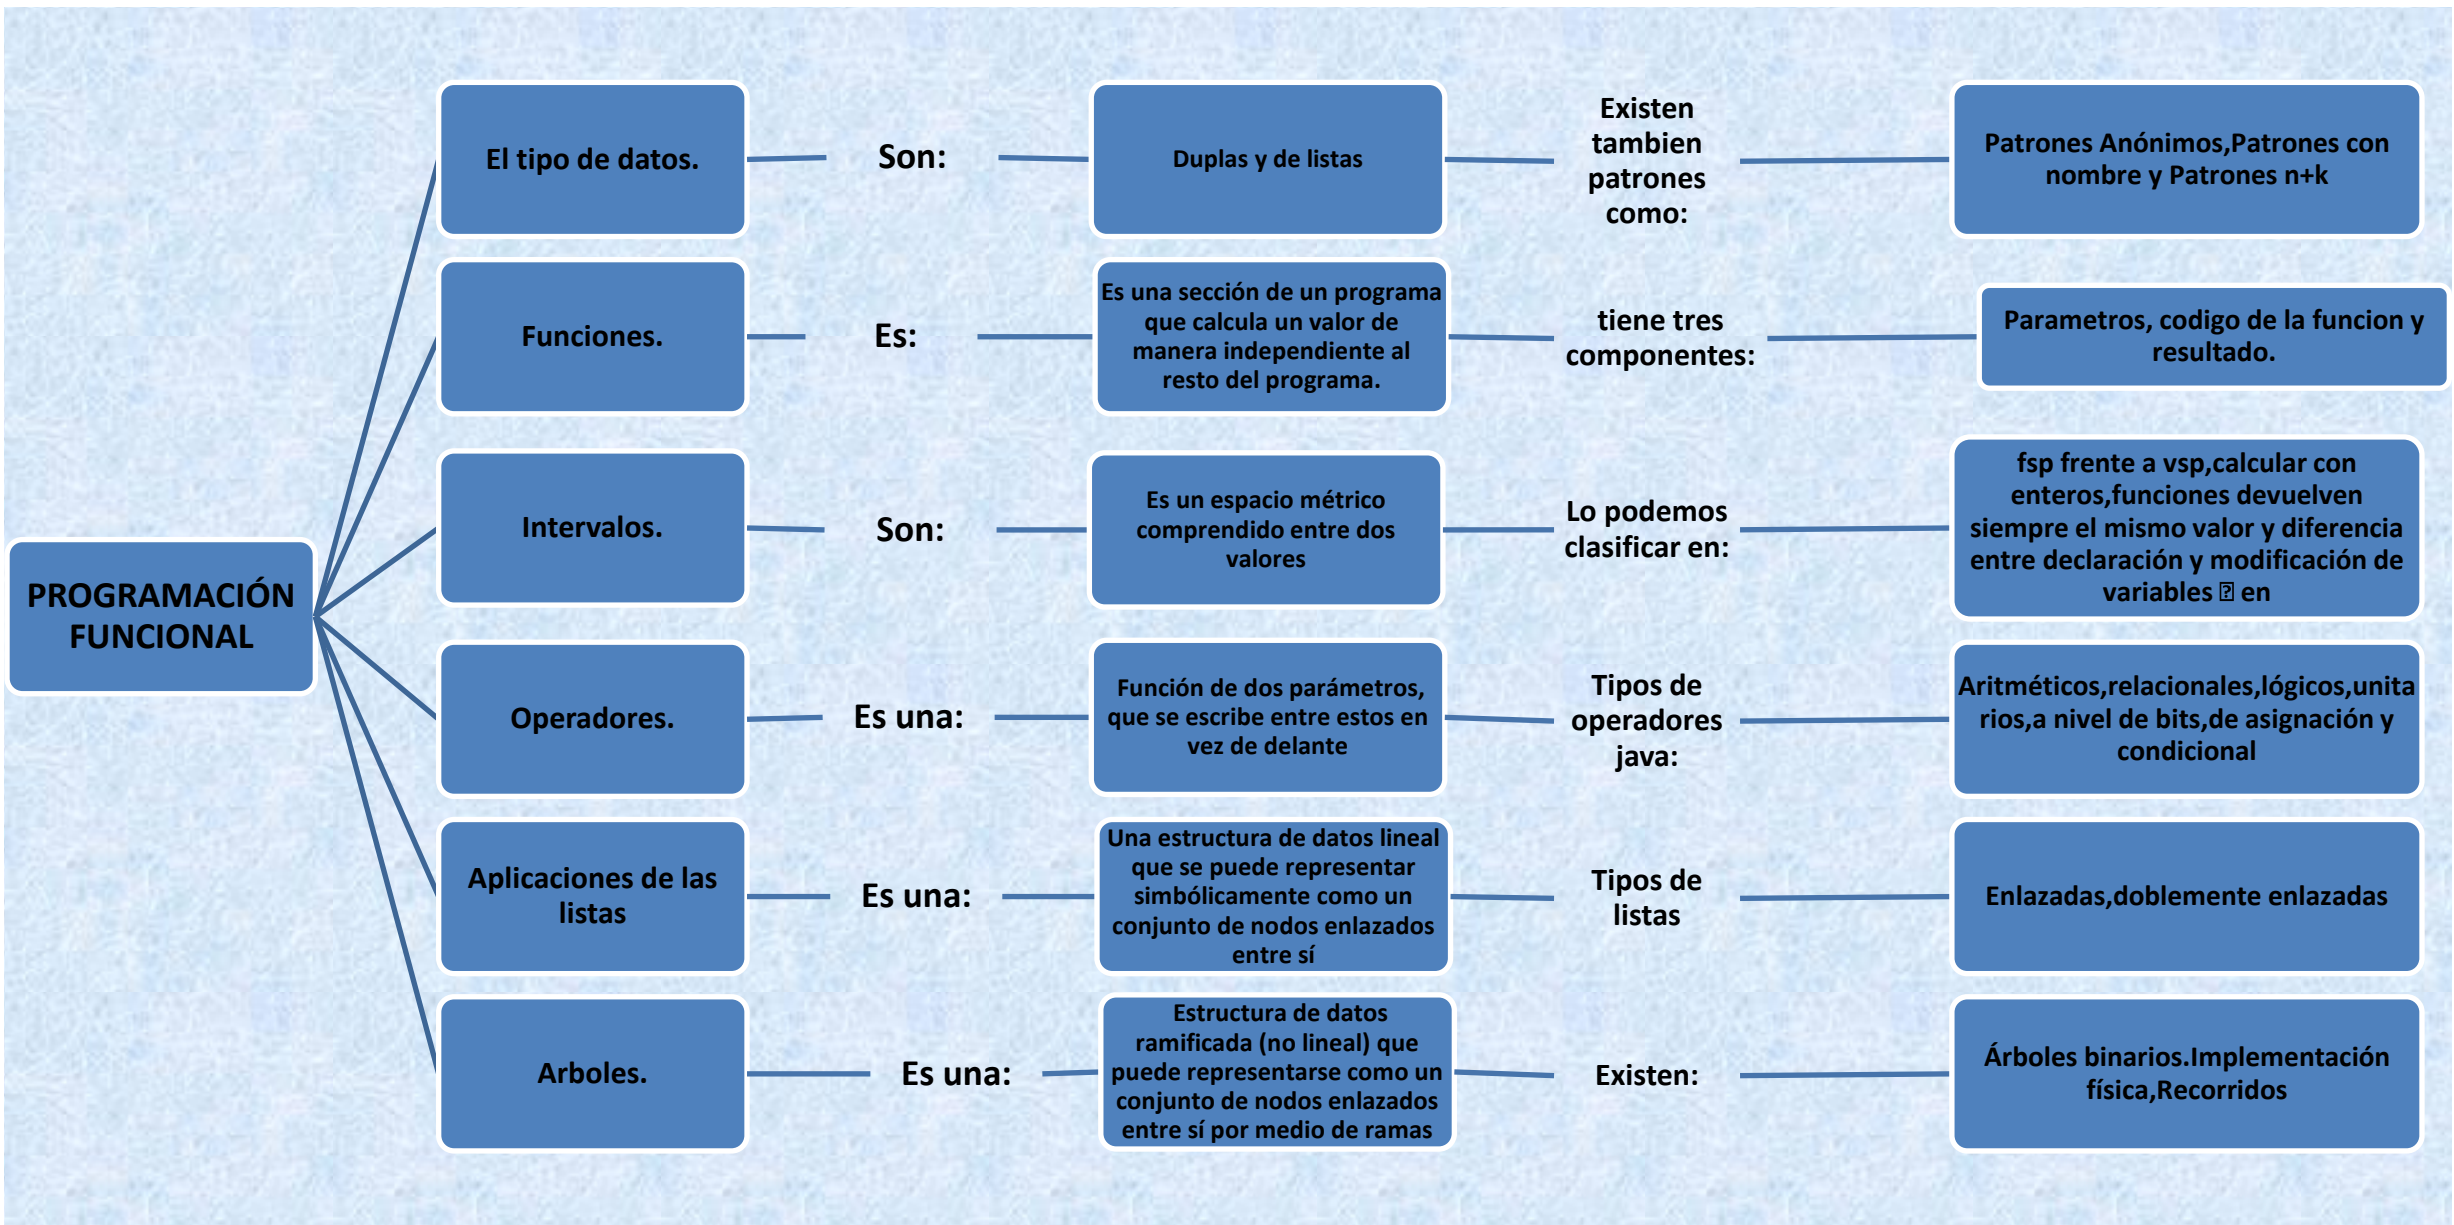 PROGRAMACIÓN
FUNCIONAL
El tipo de datos.
Son:
Duplas y de listas
Existen
tambien
patrones
como:
Patrones Anónimos,Patrones con
nombre y Patrones n+k
Funciones.
Es:
Es una sección de un programa
que calcula un valor de
manera independiente al
resto del programa.
tiene tres
componentes:
Parametros, codigo de la funcion y
resultado.
Intervalos.
Son:
Es un espacio métrico
comprendido entre dos
valores
Lo podemos
clasificar en:
fsp frente a vsp,calcular con
enteros,funciones devuelven
siempre el mismo valor y diferencia
entre declaración y modificación de
variables 🯄 en
Operadores.
Es una:
Función de dos parámetros,
que se escribe entre estos en
vez de delante
Tipos de
operadores
java:
Aritméticos,relacionales,lógicos,unita
rios,a nivel de bits,de asignación y
condicional
Aplicaciones de las
listas
Es una:
Una estructura de datos lineal
que se puede representar
simbólicamente como un
conjunto de nodos enlazados
entre sí
Tipos de
listas
Enlazadas,doblemente enlazadas
Arboles.
Es una:
Estructura de datos
ramificada (no lineal) que
puede representarse como un
conjunto de nodos enlazados
entre sí por medio de ramas
Existen:
Árboles binarios.Implementación
física,Recorridos